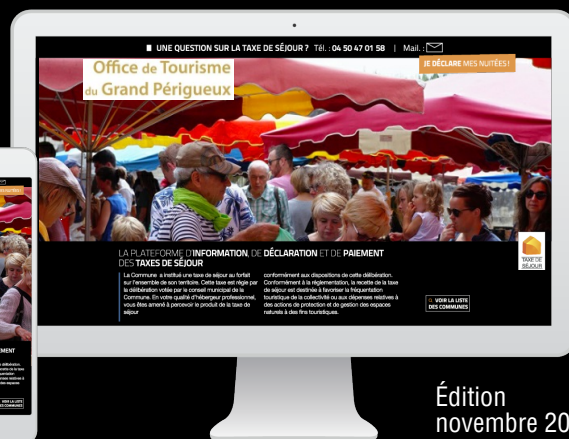 UNE QUESTION SUR LA TAXE DE SÉJOUR ? Tél. : 04 50 47 01 58 | Mail. :
JE DÉCLARE MES NUITÉES !
Office de Tourisme
du Grand Périgueux
LA PLATEFORME D'INFORMATION, DE DÉCLARATION ET DE PAIEMENT
DES TAXES DE SÉJOUR
La Commune a institué une taxe de séjour au forfait
sur l'ensemble de son territoire. Cette taxe est régie par
la délibération votée par le conseil municipal de la
Commune. En votre qualité d'hébergeur professionnel,
vous êtes amené à percevoir le produit de la taxe de
séjour
conformément aux dispositions de cette délibération.
Conformément à la réglementation, la recette de la taxe
de séjour est destinée à favoriser la fréquentation
touristique de la collectivité ou aux dépenses relatives à
des actions de protection et de gestion des espaces
naturels à des fins touristiques.
TAXE DE
SÉJOUR
VOIR LA LISTE
DES COMMUNES
Édition
novembre 20